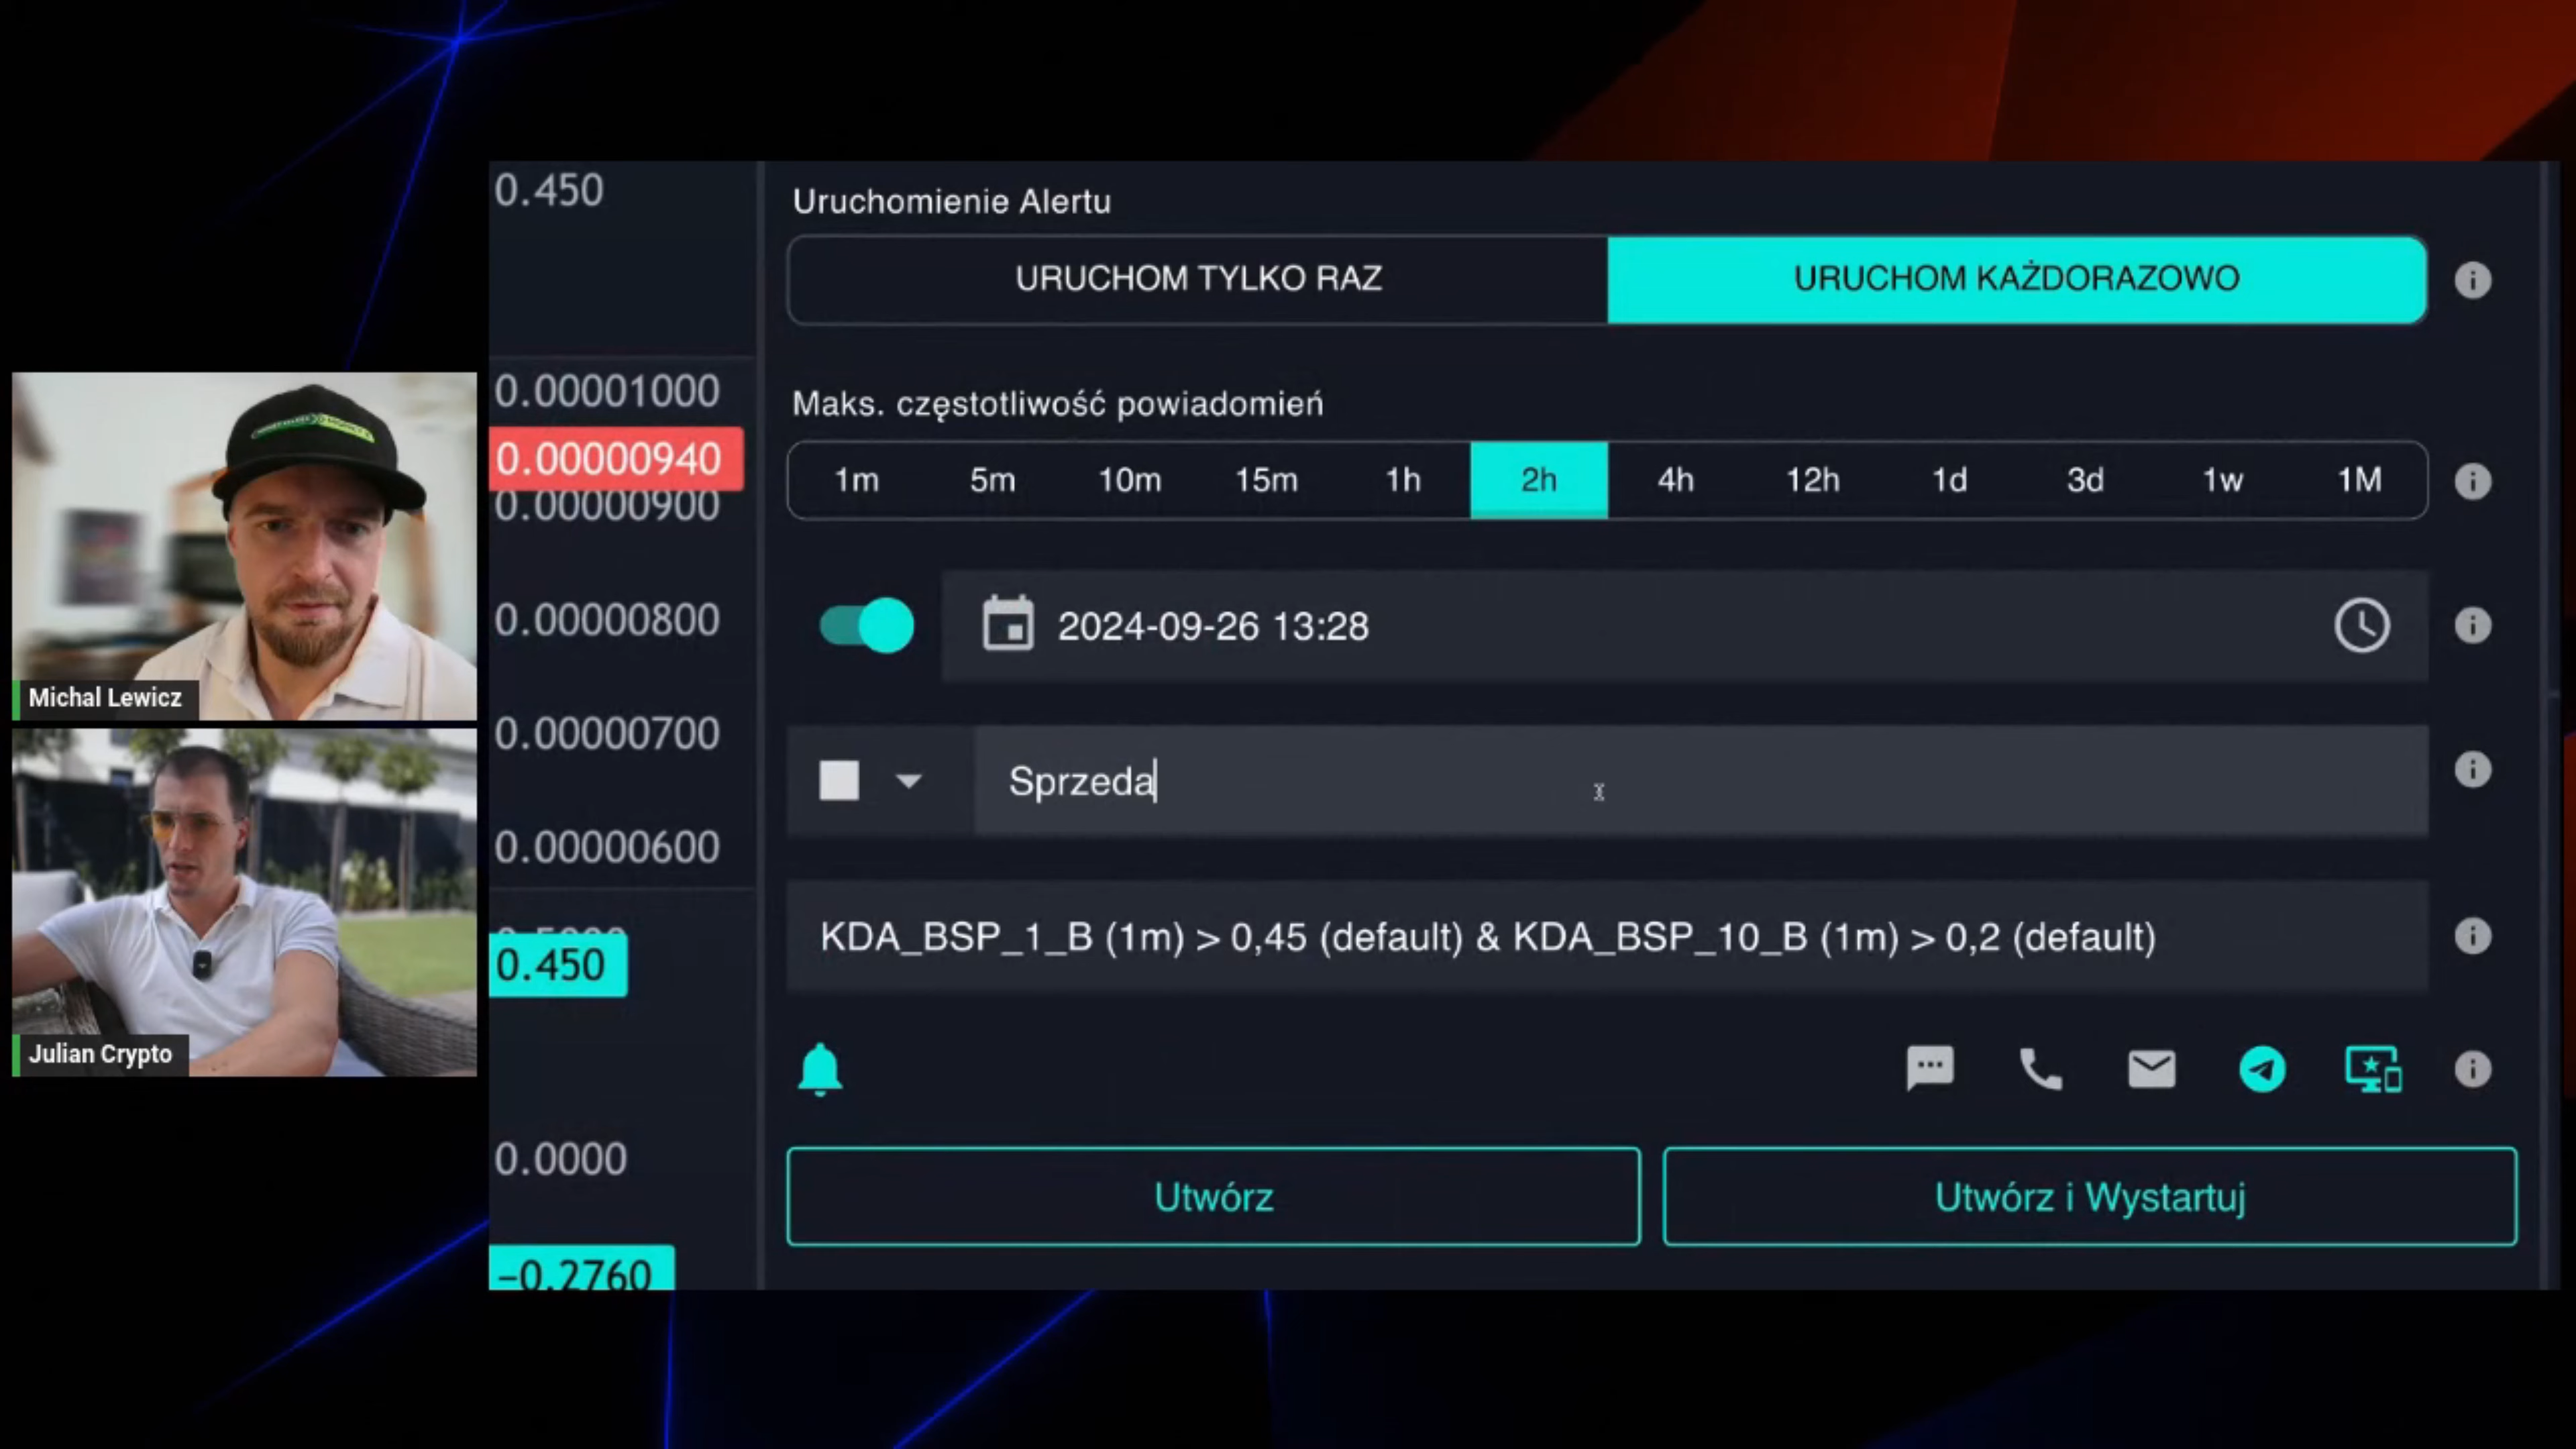 0.450
0.00001000
0.00000940
0.00000900
0.00000800
0.00000700
0.00000600
0.450
0.0000
−0.2760
Uruchomienie Alertu
URUCHOM TYLKO RAZ
URUCHOM KAŻDORAZOWO
Maks. częstotliwość powiadomień
1m 5m 10m 15m 1h 2h 4h 12h 1d 3d 1w 1M
2024-09-26 13:28
Sprzeda
KDA_BSP_1_B (1m) > 0,45 (default) & KDA_BSP_10_B (1m) > 0,2 (default)
Utwórz
Utwórz i Wystartuj
Michal Lewicz
Julian Crypto